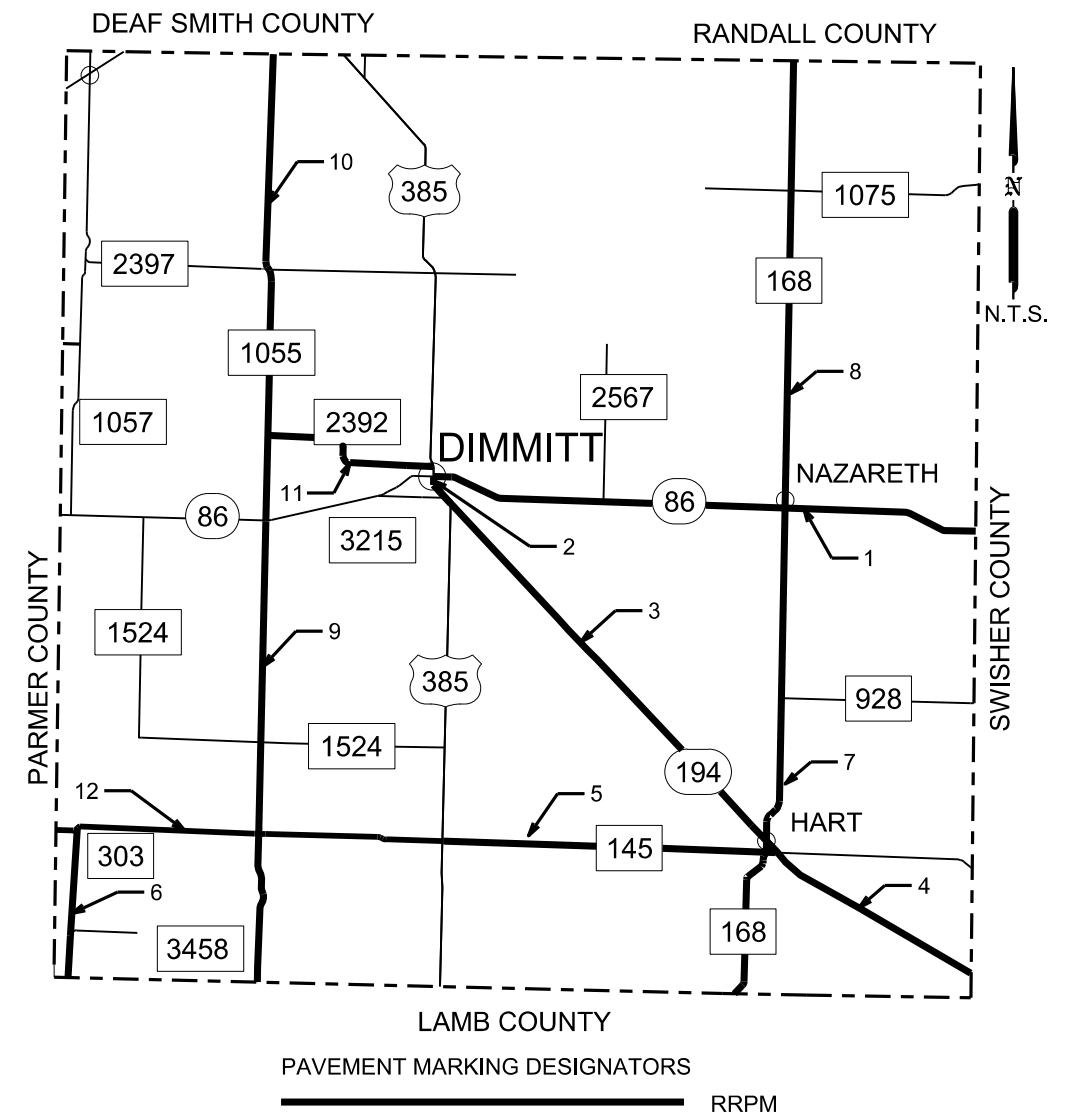 DEAF SMITH COUNTY
RANDALL COUNTY
10
385
1075
N
2397
168
N.T.S.
1055
8
2567
1057
2392
DIMMITT
NAZARETH
11
86
86
3215
2
1
SWISHER COUNTY
PARMER COUNTY
3
1524
9
385
928
1524
194
7
12
5
HART
303
145
6
4
168
3458
LAMB COUNTY
PAVEMENT MARKING DESIGNATORS
RRPM